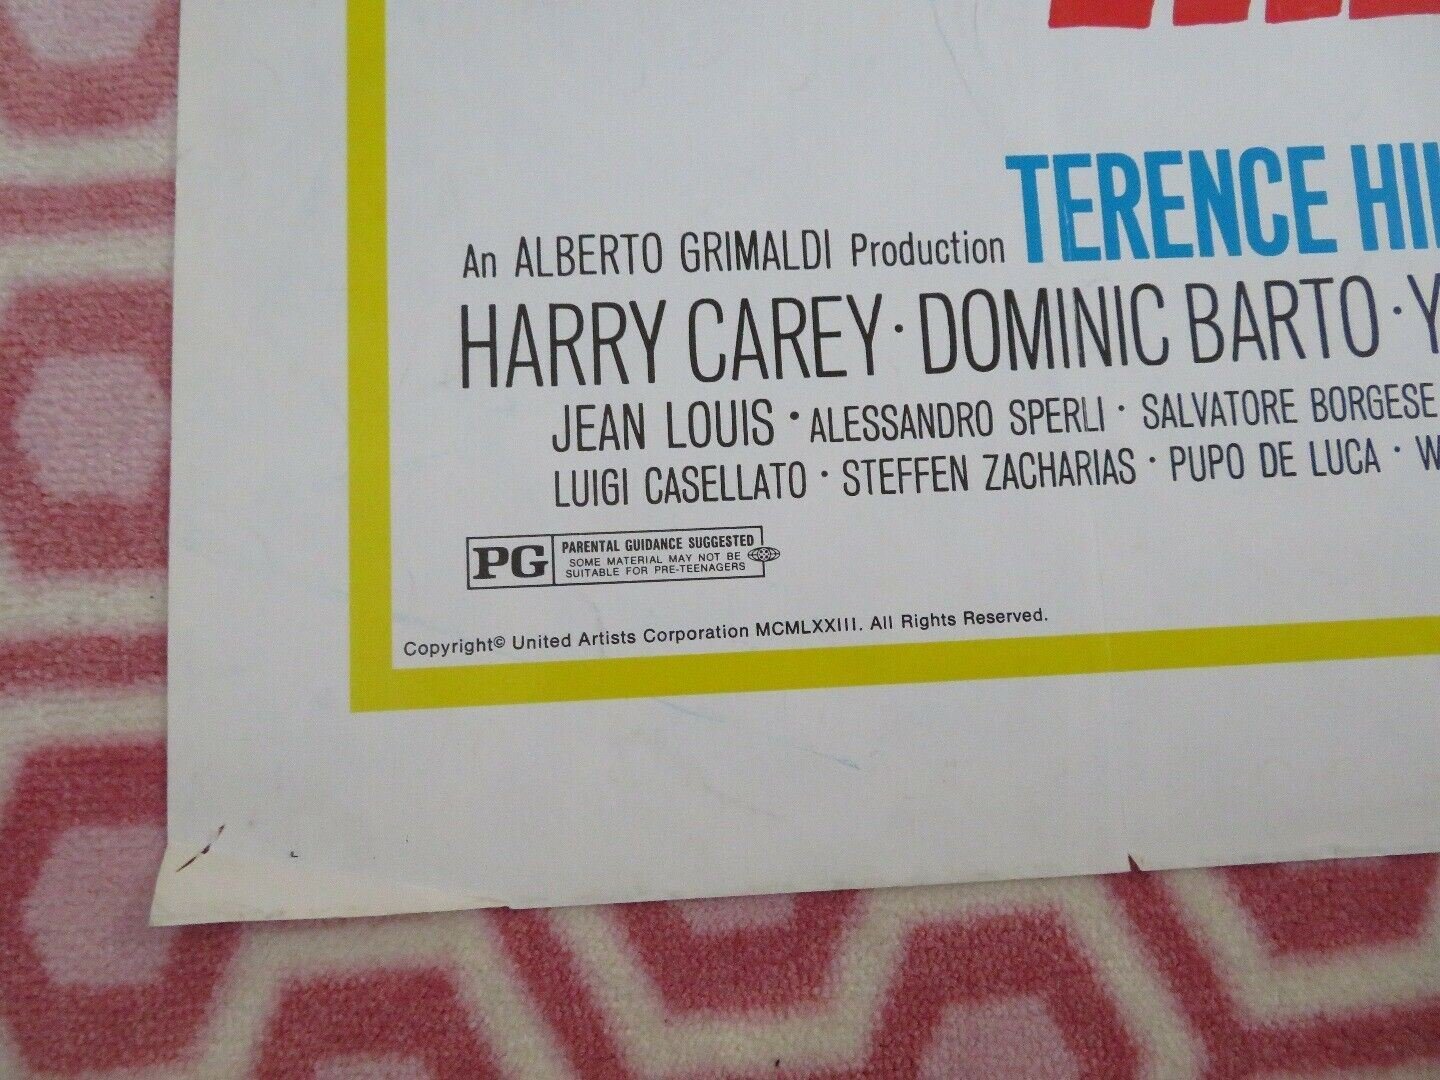 An ALBERTO GRIMALDI Production TERENCE
HARRY CAREY · DOMINIC BARTO ·
JEAN LOUIS · ALESSANDRO SPERLI · SALVATORE BORGESE
LUIGI CASELLATO · STEFFEN ZACHARIAS · PUPO DE LUCA ·
PG PARENTAL GUIDANCE SUGGESTED
SOME MATERIAL MAY NOT BE
SUITABLE FOR PRE-TEENAGERS
Copyright© United Artists Corporation MCMLXXIII. All Rights Reserved.